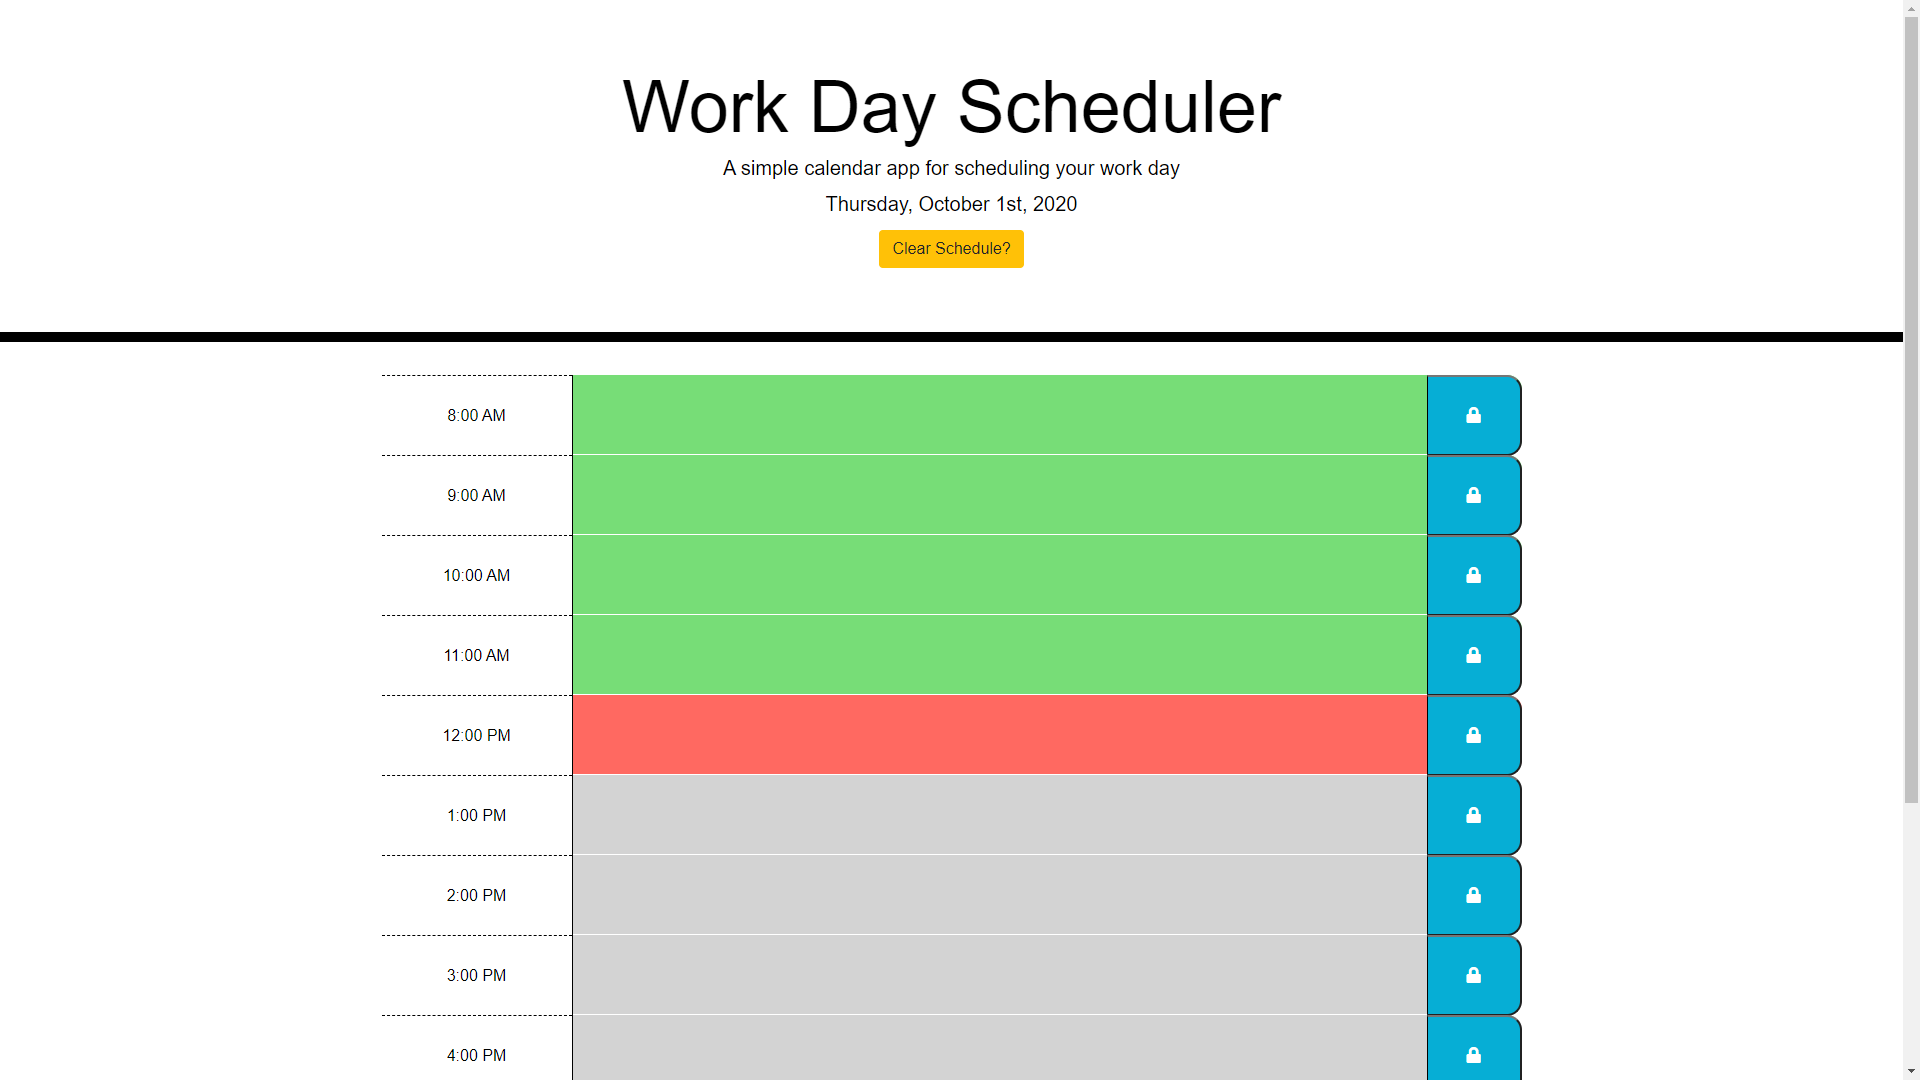 Work Day Scheduler
A simple calendar app for scheduling your work day
Thursday, October 1st, 2020
Clear Schedule?
8:00 AM
9:00 AM
10:00 AM
11:00 AM
12:00 PM
1:00 PM
2:00 PM
3:00 PM
4:00 PM